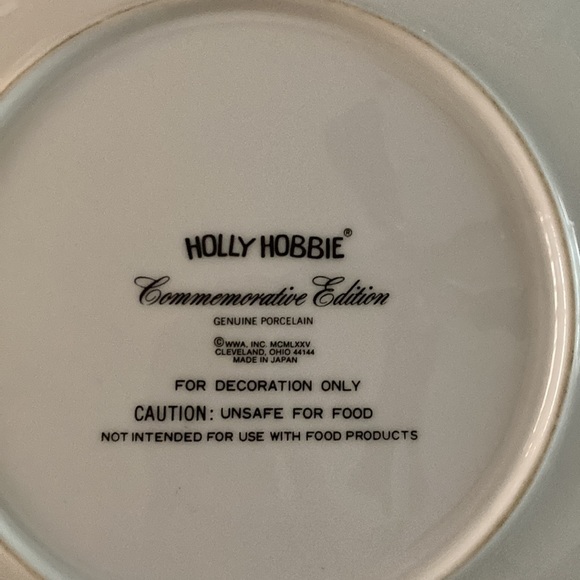 HOLLY HOBBIE®
Commemorative Edition
GENUINE PORCELAIN
© WWA, INC. MCMLXXV
CLEVELAND, OHIO 44144
MADE IN JAPAN
FOR DECORATION ONLY
CAUTION: UNSAFE FOR FOOD
NOT INTENDED FOR USE WITH FOOD PRODUCTS